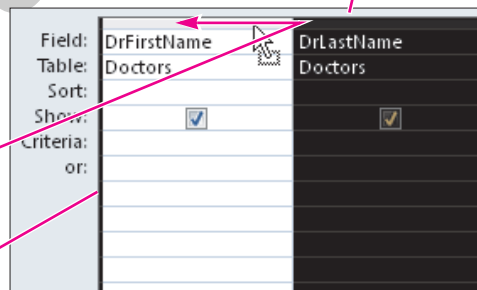 Field: DrFirstName DrLastName
Table: Doctors Doctors
Sort:
Show:
Criteria:
or: